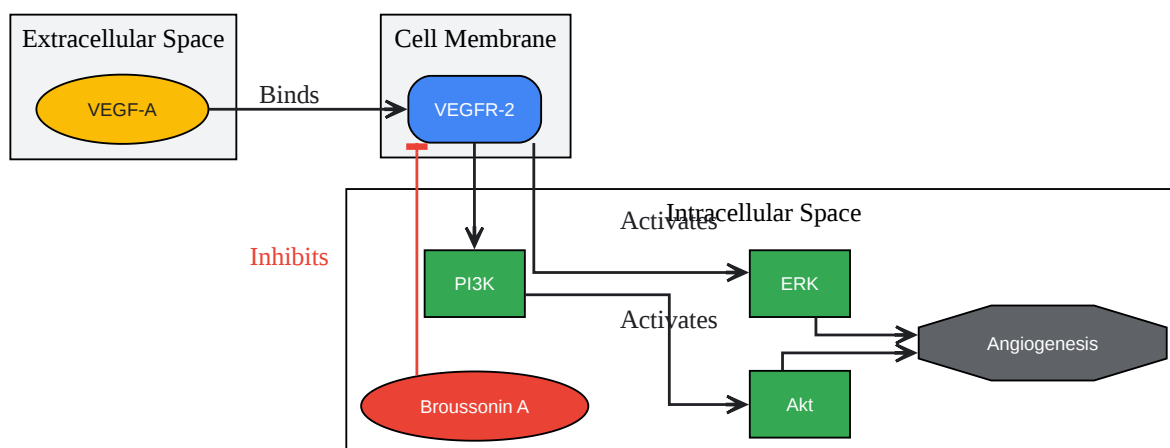 Extracellular Space
Cell Membrane
VEGF-A
Binds
VEGFR-2
Intracellular Space
Activates
Inhibits
PI3K
ERK
Activates
Angiogenesis
Broussonin A
Akt